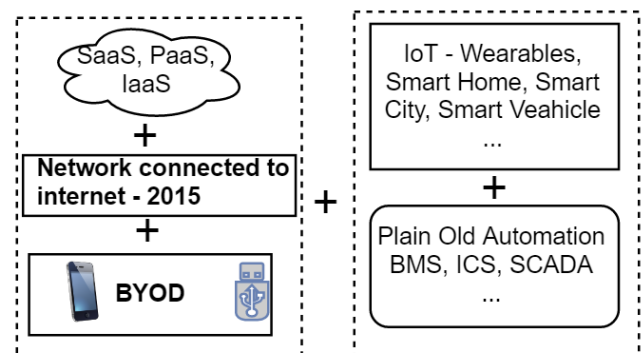 SaaS, PaaS,
IaaS
+
Network connected to
internet - 2015
+
BYOD
+
IoT - Wearables,
Smart Home, Smart
City, Smart Veahicle
...
+
Plain Old Automation
BMS, ICS, SCADA
...